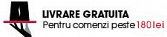 LIVRARE GRATUITA
Pentru comenzi peste 180 lei